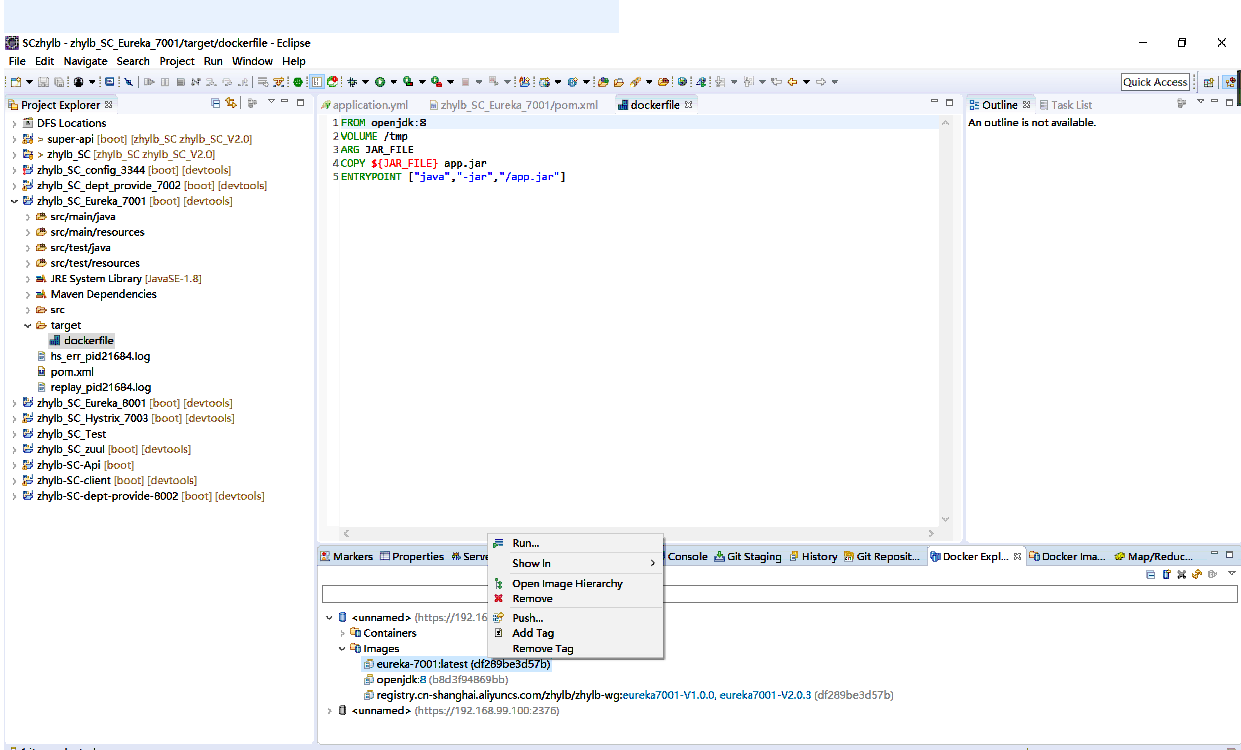 SCzhylb - zhylb_SC_Eureka_7001/target/dockerfile - Eclipse
File Edit Navigate Search Project Run Window Help
Quick Access
Project Explorer
DFS Locations
> super-api [boot] [zhylb_SC zhylb_SC_V2.0]
> zhylb_SC [zhylb_SC zhylb_SC_V2.0]
zhylb_SC_config_3344 [boot] [devtools]
zhylb_SC_dept_provide_7002 [boot] [devtools]
zhylb_SC_Eureka_7001 [boot] [devtools]
src/main/java
src/main/resources
src/test/java
src/test/resources
JRE System Library [JavaSE-1.8]
Maven Dependencies
src
target
dockerfile
hs_err_pid21684.log
pom.xml
replay_pid21684.log
zhylb_SC_Eureka_8001 [boot] [devtools]
zhylb_SC_Hystrix_7003 [boot] [devtools]
zhylb_SC_Test
zhylb_SC_zuul [boot] [devtools]
zhylb-SC-Api [boot]
zhylb-SC-client [boot] [devtools]
zhylb-SC-dept-provide-8002 [boot] [devtools]
application.yml zhylb_SC_Eureka_7001/pom.xml dockerfile
1 FROM openjdk:8
2 VOLUME /tmp
3 ARG JAR_FILE
4 COPY ${JAR_FILE} app.jar
5 ENTRYPOINT ["java","-jar","/app.jar"]
Outline Task List
An outline is not available.
Markers Properties Serve Console Git Staging History Git Reposit... Docker Expl... Docker Ima... Map/Reduc...
Run...
Show In
Open Image Hierarchy
Remove
Push...
Add Tag
Remove Tag
<unnamed> (https://192.16
Containers
Images
eureka-7001:latest (df289be3d57b)
openjdk:8 (b8d3f94869bb)
registry.cn-shanghai.aliyuncs.com/zhylb/zhylb-wg:eureka7001-V1.0.0, eureka7001-V2.0.3 (df289be3d57b)
<unnamed> (https://192.168.99.100:2376)